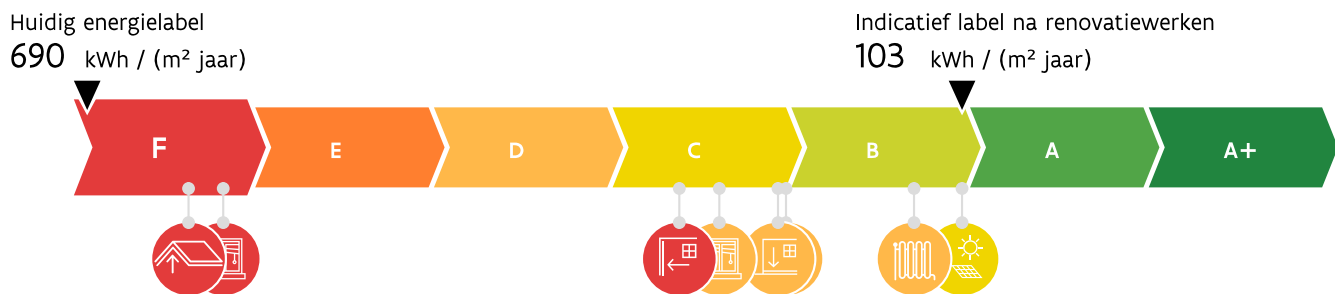 Huidig energielabel
690 kWh / (m² jaar)
Indicatief label na renovatiewerken
103 kWh / (m² jaar)
F E D C B A A+